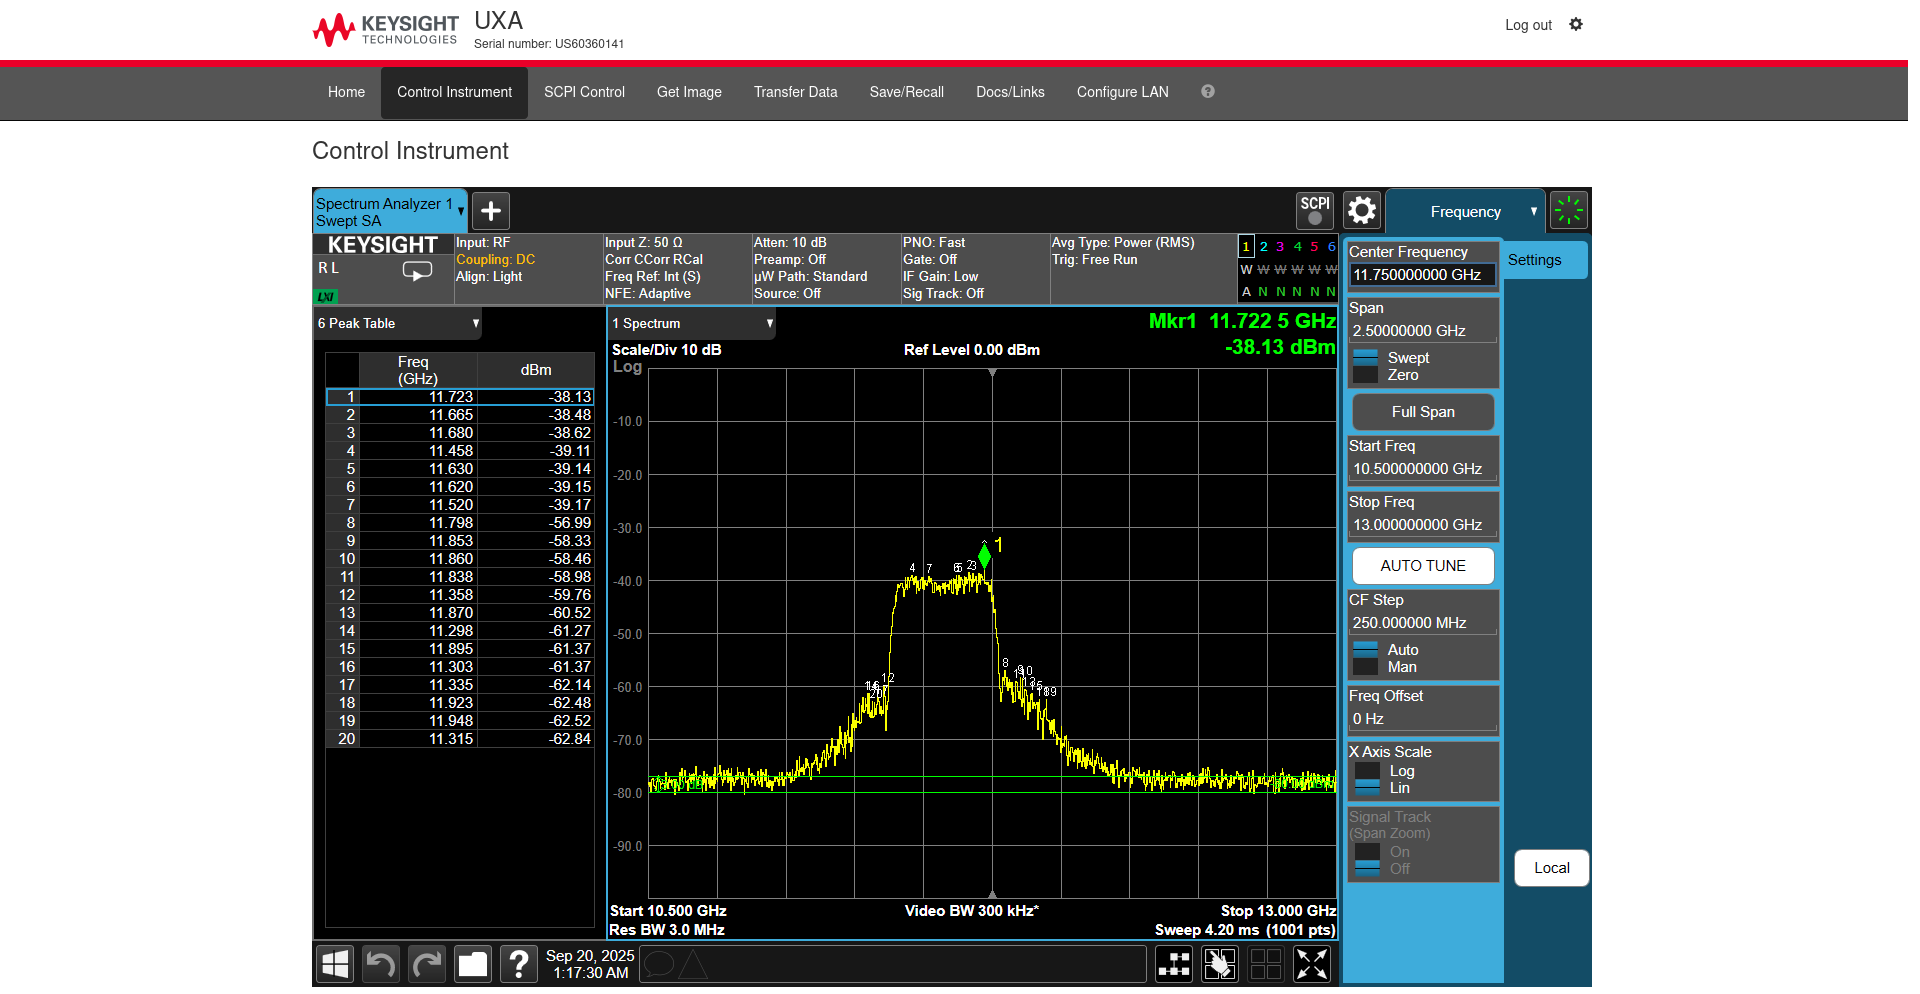 KEYSIGHT
TECHNOLOGIES
UXA
Serial number: US60360141
Log out
Home
Control Instrument
SCPI Control
Get Image
Transfer Data
Save/Recall
Docs/Links
Configure LAN
?
Control Instrument
Spectrum Analyzer 1
Swept SA
SCPI
Frequency
KEYSIGHT
R L
LXI
Input: RF
Coupling: DC
Align: Light
Input Z: 50 Ω
Corr CCorr RCal
Freq Ref: Int (S)
NFE: Adaptive
Atten: 10 dB
Preamp: Off
µW Path: Standard
Source: Off
PNO: Fast
Gate: Off
IF Gain: Low
Sig Track: Off
Avg Type: Power (RMS)
Trig: Free Run
1 2 3 4 5 6
W W W W W W
A N N N N N
6 Peak Table
Freq
(GHz)
dBm
1 11.723 -38.13
2 11.665 -38.48
3 11.680 -38.62
4 11.458 -39.11
5 11.630 -39.14
6 11.620 -39.15
7 11.520 -39.17
8 11.798 -56.99
9 11.853 -58.33
10 11.860 -58.46
11 11.838 -58.98
12 11.358 -59.76
13 11.870 -60.52
14 11.298 -61.27
15 11.895 -61.37
16 11.303 -61.37
17 11.335 -62.14
18 11.923 -62.48
19 11.948 -62.52
20 11.315 -62.84
1 Spectrum
Mkr1 11.722 5 GHz
-38.13 dBm
Scale/Div 10 dB
Ref Level 0.00 dBm
Log
-10.0
-20.0
-30.0
-40.0
-50.0
-60.0
-70.0
-80.0
-90.0
1
4
7
8
Start 10.500 GHz
Video BW 300 kHz*
Stop 13.000 GHz
Res BW 3.0 MHz
Sweep 4.20 ms (1001 pts)
Center Frequency
11.750000000 GHz
Settings
Span
2.50000000 GHz
Swept
Zero
Full Span
Start Freq
10.500000000 GHz
Stop Freq
13.000000000 GHz
AUTO TUNE
CF Step
250.000000 MHz
Auto
Man
Freq Offset
0 Hz
X Axis Scale
Log
Lin
Signal Track
(Span Zoom)
On
Off
Local
?
Sep 20, 2025
1:17:30 AM